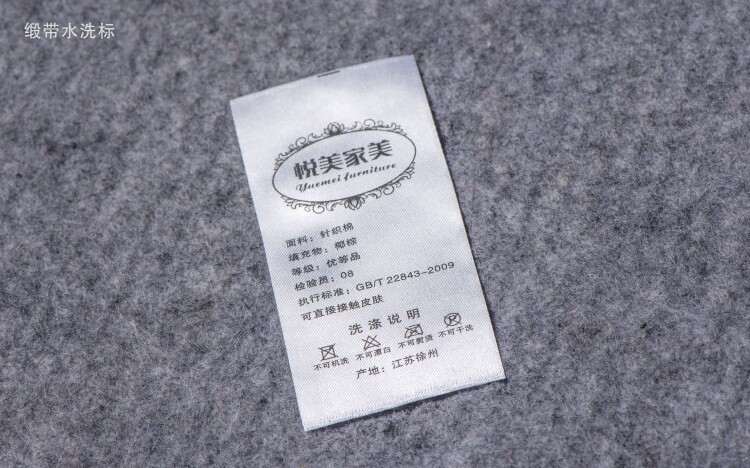 缎带水洗标
悦美家美
Yuemei furniture
面料：针织棉
填充物：椰棕
等级：优等品
检验员：08
执行标准：GB/T 22843-2009
可直接接触皮肤
洗涤说明
不可机洗 不可漂白 不可熨烫 不可干洗
产地：江苏徐州